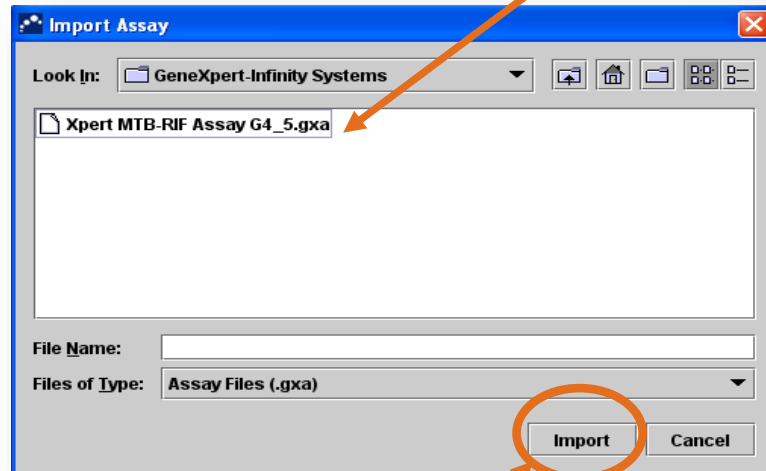 Import Assay
Look In: GeneXpert-Infinity Systems
Xpert MTB-RIF Assay G4_5.gxa
File Name:
Files of Type: Assay Files (.gxa)
Import Cancel